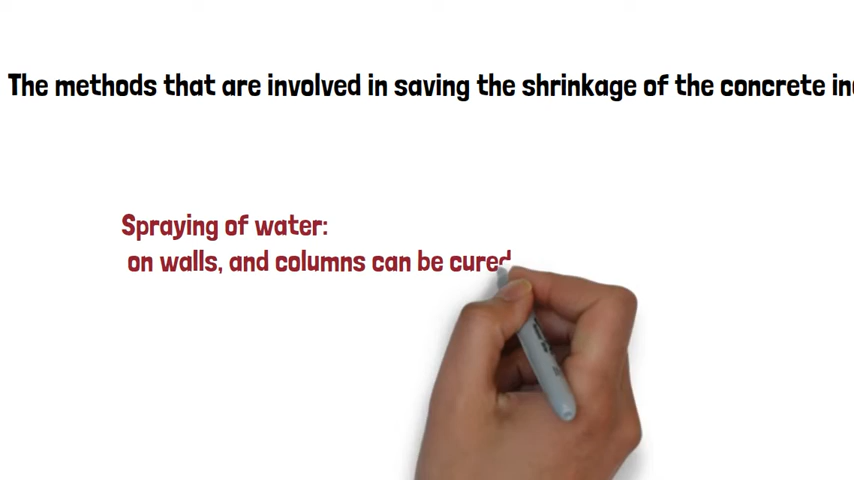 The methods that are involved in saving the shrinkage of the concrete
Spraying of water:
on walls, and columns can be cured